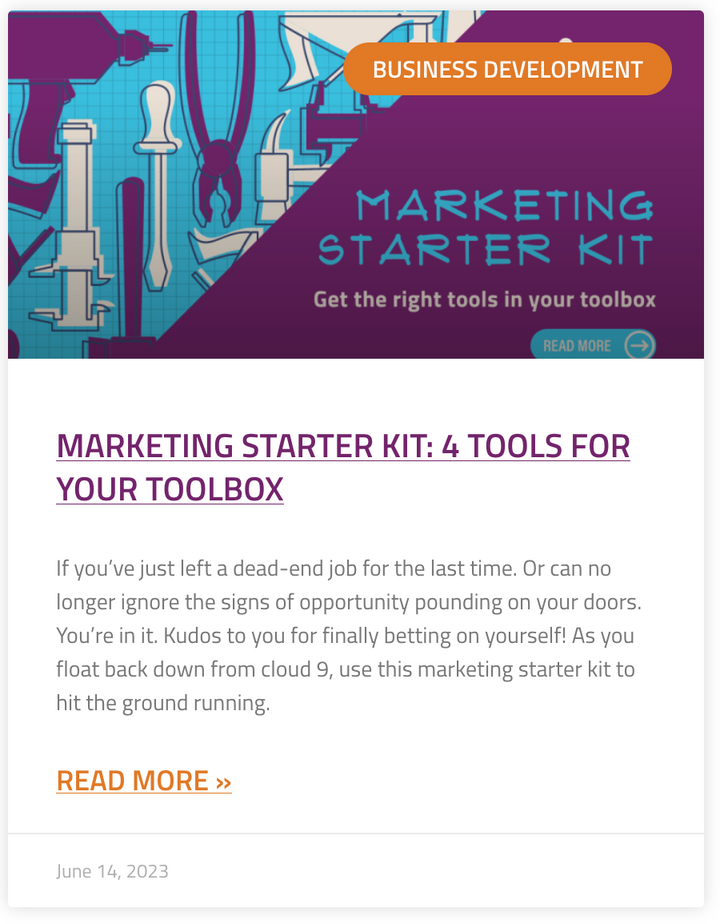 BUSINESS DEVELOPMENT
MARKETING
STARTER KIT
Get the right tools in your toolbox
READ MORE
MARKETING STARTER KIT: 4 TOOLS FOR
YOUR TOOLBOX
If you’ve just left a dead-end job for the last time. Or can no
longer ignore the signs of opportunity pounding on your doors.
You’re in it. Kudos to you for finally betting on yourself! As you
float back down from cloud 9, use this marketing starter kit to
hit the ground running.
READ MORE »
June 14, 2023